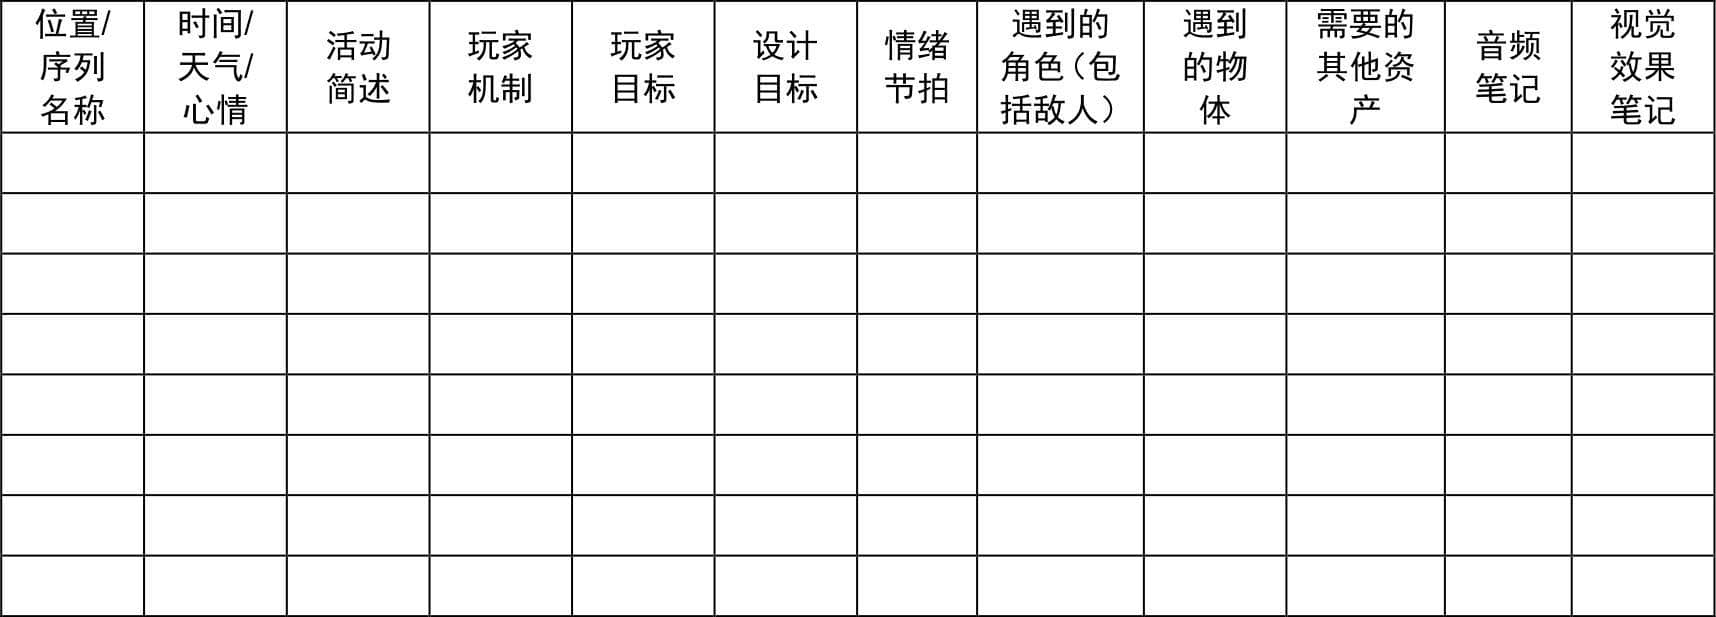 位置/
序列
名称
时间/
天气/
心情
活动
简述
玩家
机制
玩家
目标
设计
目标
情绪
节拍
遇到的
角色（包
括敌人）
遇到
的物
体
需要的
其他资
产
音频
笔记
视觉
效果
笔记